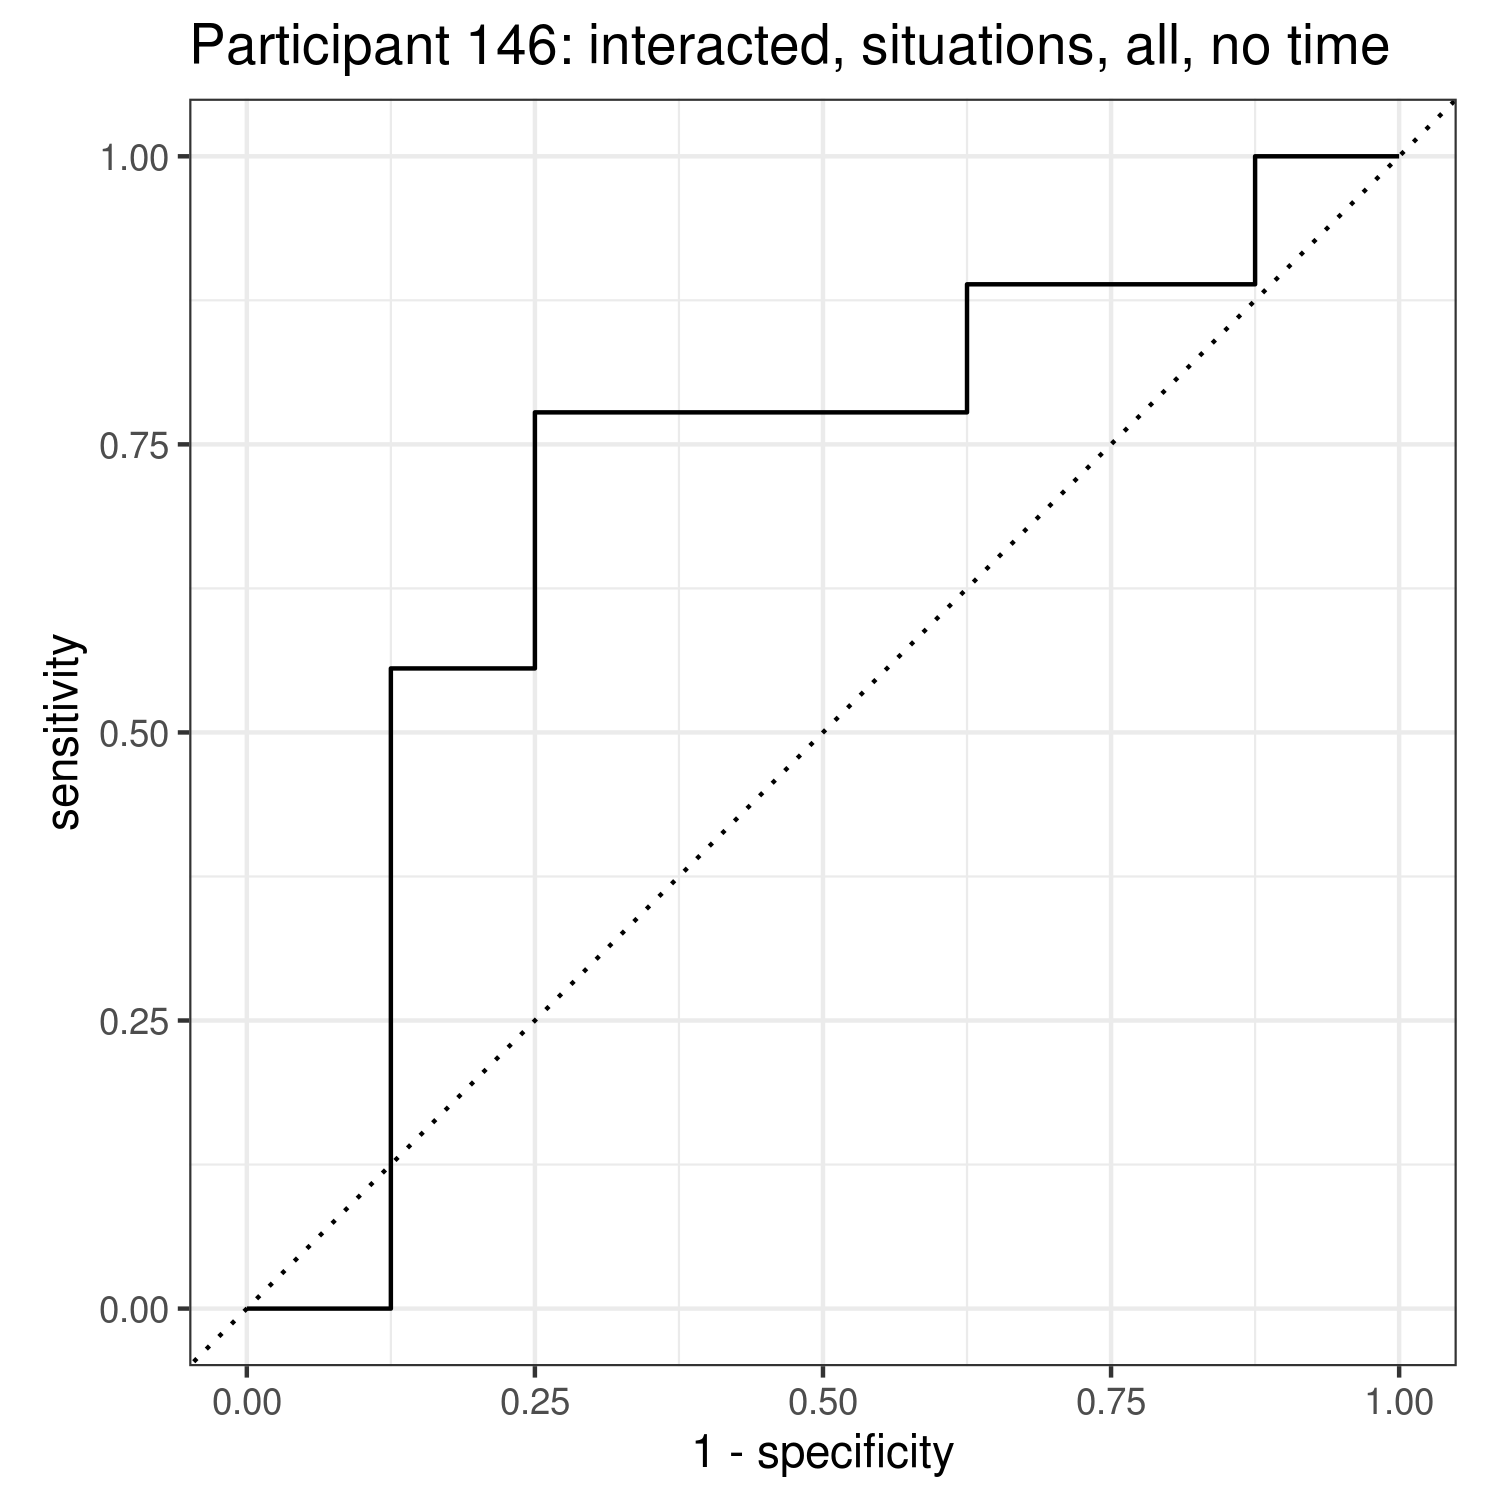 Participant 146: interacted, situations, all, no time
1.00
0.75
0.50
0.25
0.00
sensitivity
0.00 0.25 0.50 0.75 1.00
1 - specificity